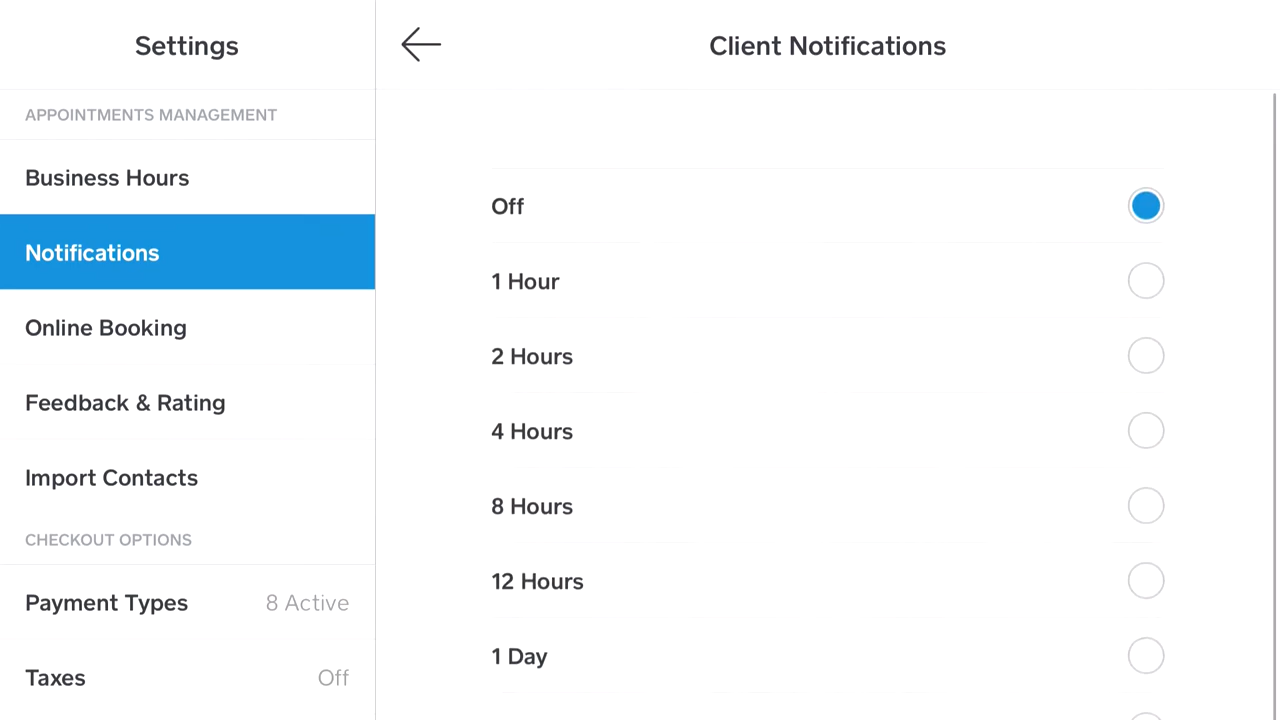 Settings
APPOINTMENTS MANAGEMENT
Business Hours
Notifications
Online Booking
Feedback & Rating
Import Contacts
CHECKOUT OPTIONS
Payment Types 8 Active
Taxes Off
Client Notifications
Off
1 Hour
2 Hours
4 Hours
8 Hours
12 Hours
1 Day